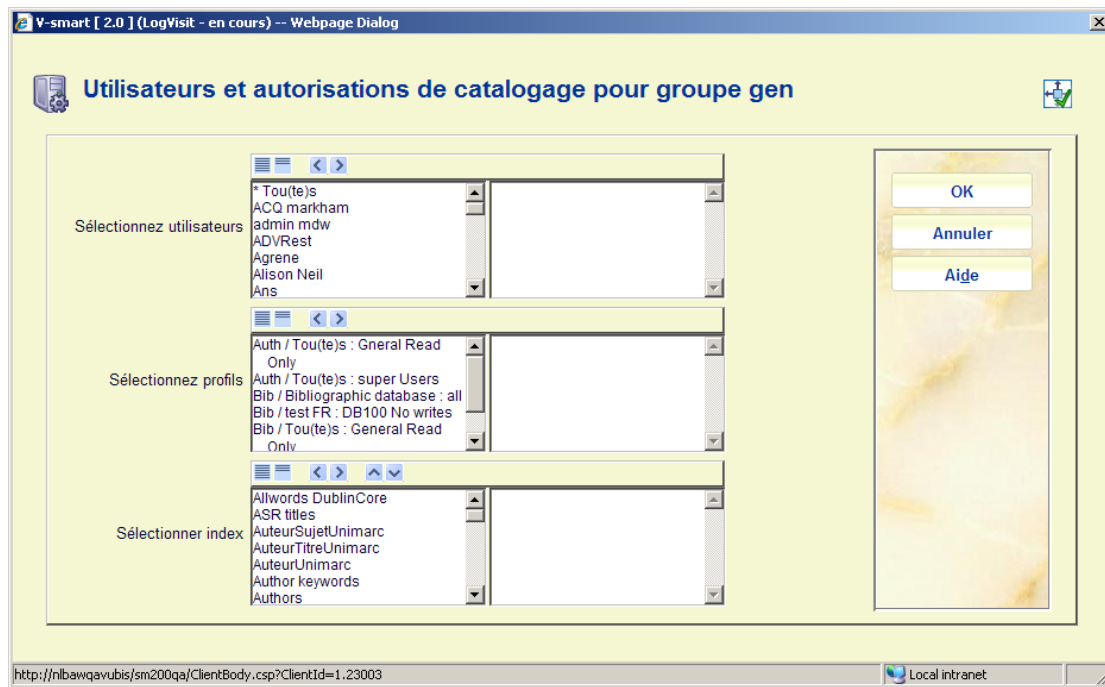 V-smart [ 2.0 ] (LogVisit - en cours) -- Webpage Dialog
Utilisateurs et autorisations de catalogage pour groupe gen
Sélectionnez utilisateurs
* Tou(te)s
ACQ markham
admin mdw
ADVRest
Agrene
Alison Neil
Ans
Sélectionnez profils
Auth / Tou(te)s : Gneral Read
Only
Auth / Tou(te)s : super Users
Bib / Bibliographic database : all
Bib / test FR : DB100 No writes
Bib / Tou(te)s : General Read
Only
Sélectionner index
Allwords DublinCore
ASR titles
AuteurSujetUnimarc
AuteurTitreUnimarc
AuteurUnimarc
Author keywords
Authors
OK
Annuler
Aide
http://nlbawqavubis/sm200qa/ClientBody.csp?ClientId=1.23003
Local intranet